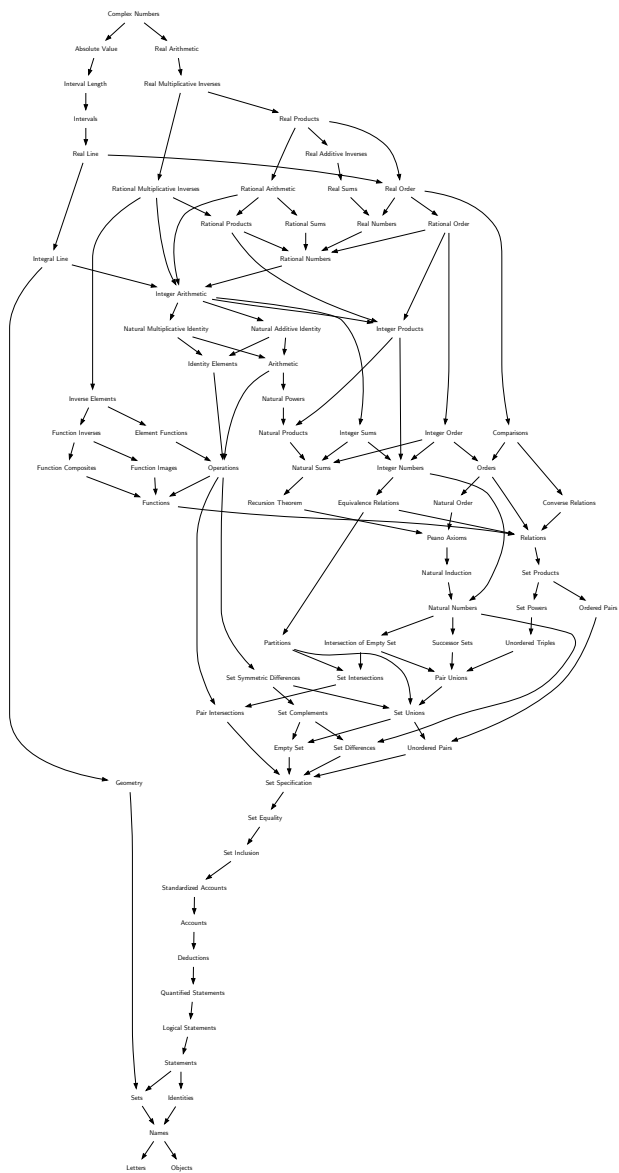 Complex Numbers
Absolute Value Real Arithmetic
Interval Length Real Multiplicative Inverses
Intervals Real Products
Real Line Real Additive Inverses
Rational Multiplicative Inverses Rational Arithmetic Real Sums Real Order
Rational Products Rational Sums Real Numbers Rational Order
Integral Line Rational Numbers
Integer Arithmetic
Natural Multiplicative Identity Natural Additive Identity Integer Products
Identity Elements Arithmetic
Inverse Elements Natural Powers
Function Inverses Element Functions Natural Products Integer Sums Integer Order Comparisons
Function Composites Function Images Operations Natural Sums Integer Numbers Orders
Functions Recursion Theorem Equivalence Relations Natural Order Converse Relations
Peano Axioms Relations
Natural Induction Set Products
Natural Numbers Set Powers Ordered Pairs
Partitions Intersection of Empty Set Successor Sets Unordered Triples
Set Symmetric Differences Set Intersections Pair Unions
Pair Intersections Set Complements Set Unions
Empty Set Set Differences Unordered Pairs
Geometry Set Specification
Set Equality
Set Inclusion
Standardized Accounts
Accounts
Deductions
Quantified Statements
Logical Statements
Statements
Sets Identities
Names
Letters Objects